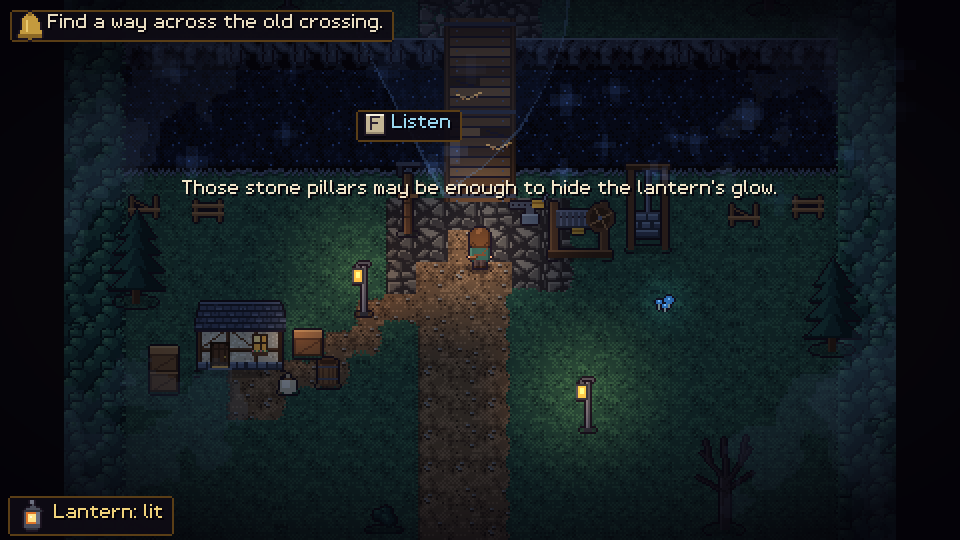 Find a way across the old crossing.
F Listen
Those stone pillars may be enough to hide the lantern's glow.
Lantern: lit